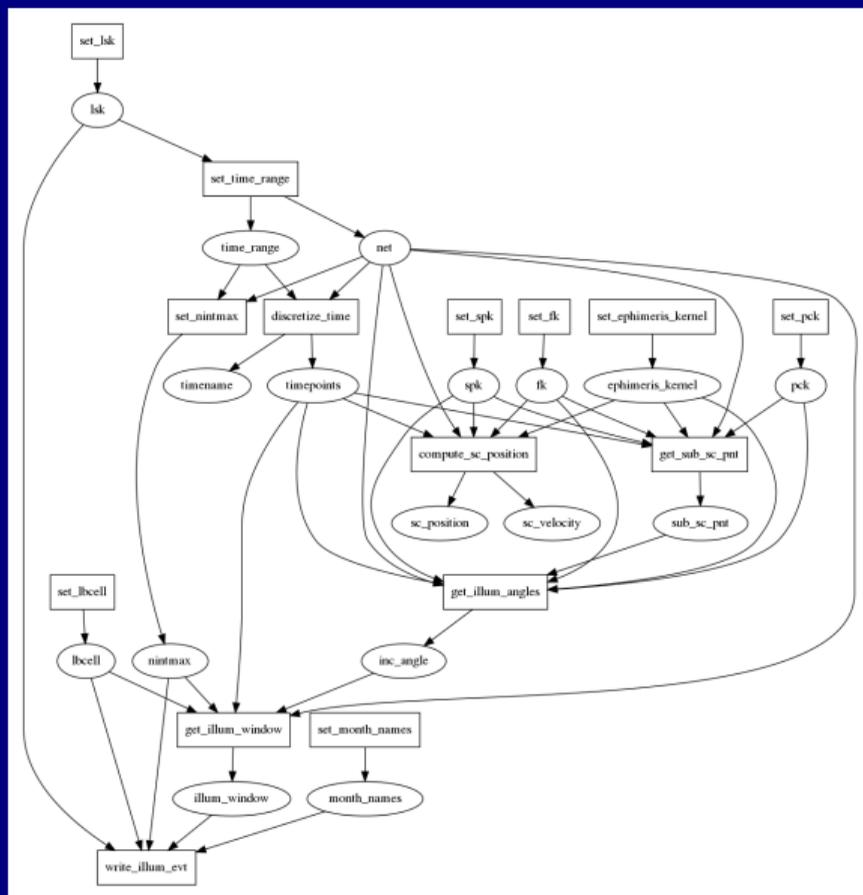 set_lsk
lsk
set_time_range
time_range
net
set_nintmax
discretize_time
set_spk
set_fk
set_ephimeris_kernel
set_pck
timename
timepoints
spk
fk
ephimeris_kernel
pck
compute_sc_position
get_sub_sc_pnt
sc_position
sc_velocity
sub_sc_pnt
set_lbcell
get_illum_angles
lbcell
nintmax
inc_angle
get_illum_window
set_month_names
illum_window
month_names
write_illum_evt